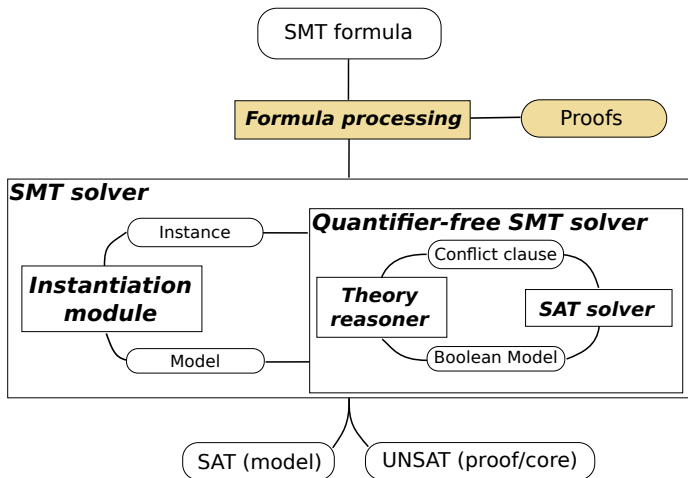 SMT formula
Formula processing
Proofs
SMT solver
Instance
Quantifier-free SMT solver
Conflict clause
Instantiation
module
Theory
reasoner
SAT solver
Model
Boolean Model
SAT (model)
UNSAT (proof/core)